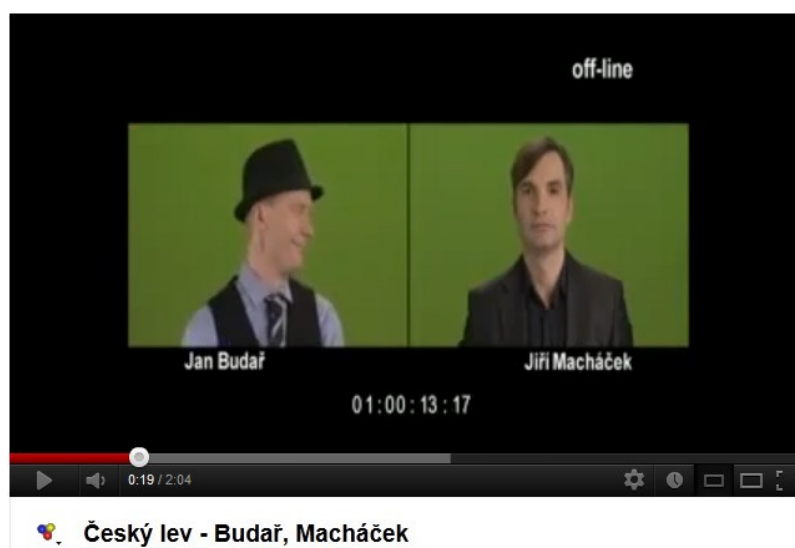 off-line
Jan Budař Jiří Macháček
01:00:13:17
0:19 / 2:04
Český lev - Budař, Macháček